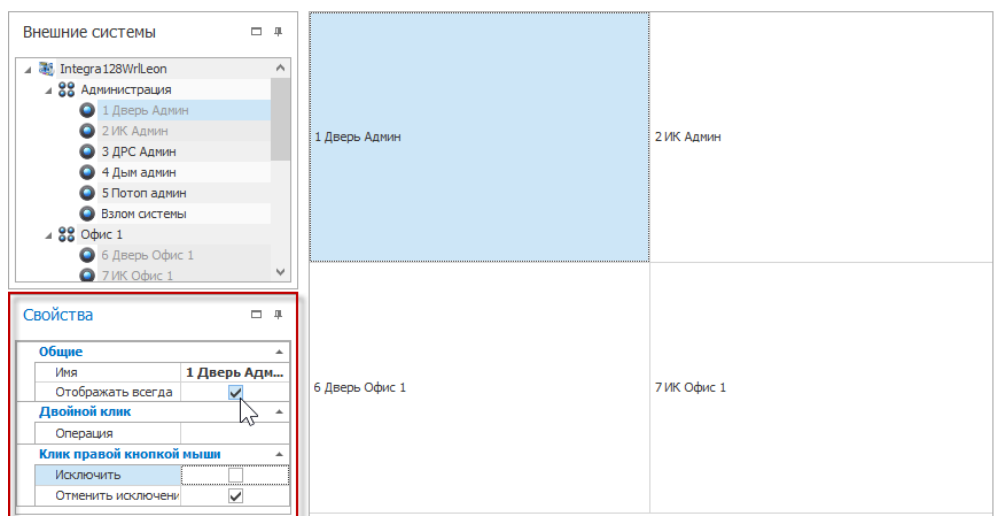 Внешние системы
Integra128WrlLeon
Администрация
1 Дверь Админ
2 ИК Админ
3 ДРС Админ
4 Дым админ
5 Потоп админ
Взлом системы
Офис 1
6 Дверь Офис 1
7 ИК Офис 1
Свойства
Общие
Имя 1 Дверь Адм...
Отображать всегда
Двойной клик
Операция
Клик правой кнопкой мыши
Исключить
Отменить исключени
1 Дверь Админ 2 ИК Админ
6 Дверь Офис 1 7 ИК Офис 1